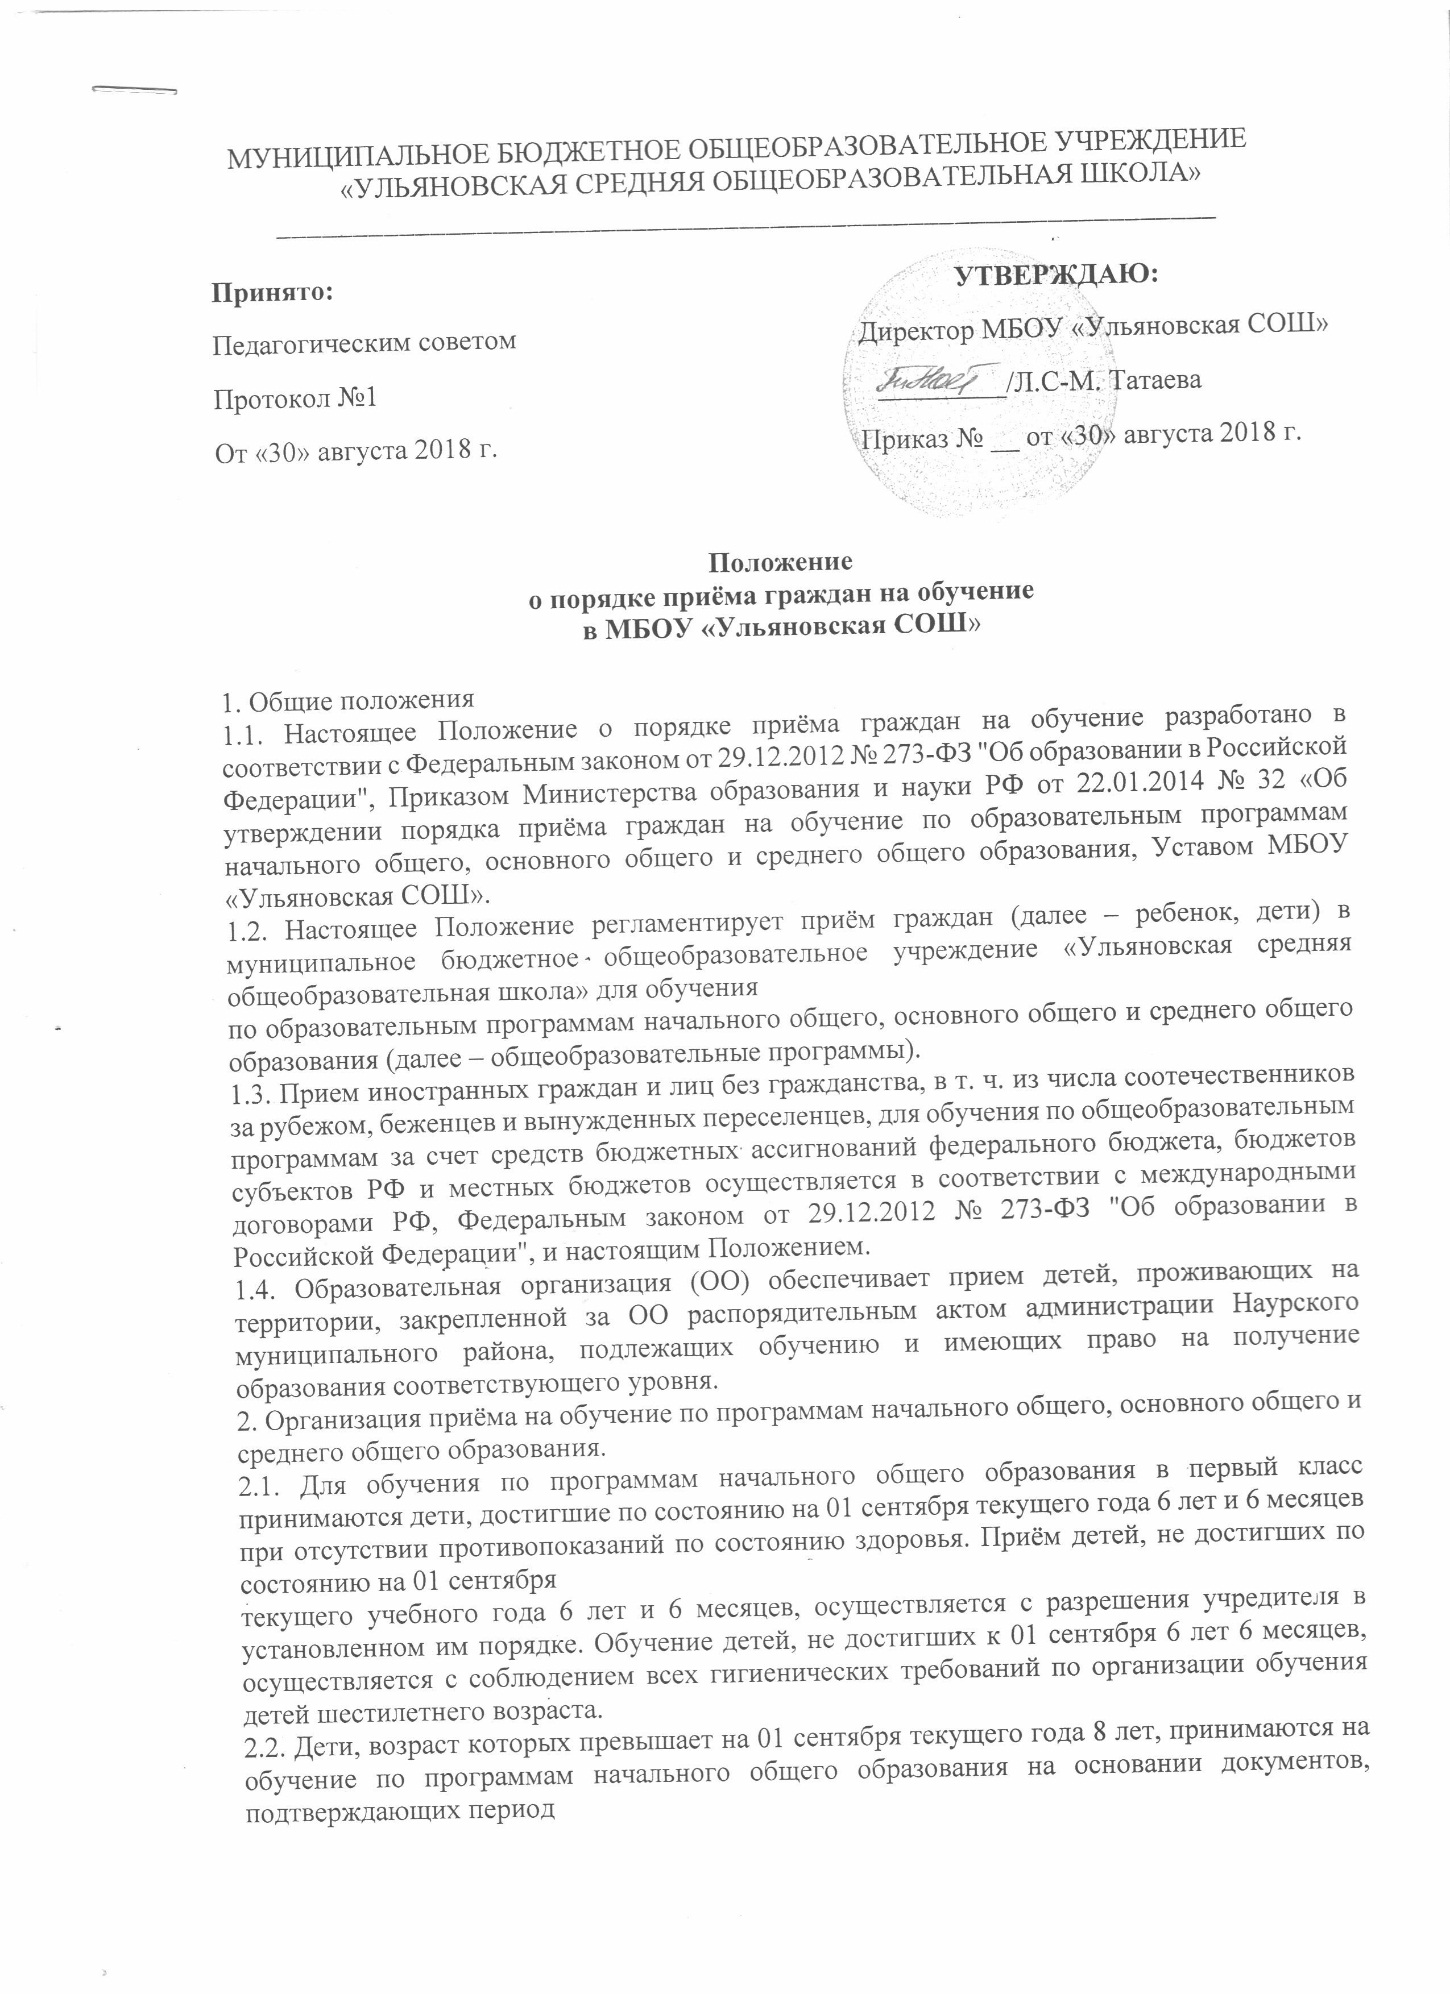 МУНИЦИПАЛЬНОЕ БЮДЖЕТНОЕ ОБЩЕОБРАЗОВАТЕЛЬНОЕ УЧРЕЖДЕНИЕ
«УЛЬЯНОВСКАЯ СРЕДНЯЯ ОБЩЕОБРАЗОВАТЕЛЬНАЯ ШКОЛА»
Принято:
Педагогическим советом
Протокол №1
От «30» августа 2018 г.
УТВЕРЖДАЮ:
Директор МБОУ «Ульяновская СОШ»
/Л.С-М. Татаева
Приказ № __ от «30» августа 2018 г.
Положение
о порядке приёма граждан на обучение
в МБОУ «Ульяновская СОШ»
1. Общие положения
1.1. Настоящее Положение о порядке приёма граждан на обучение разработано в
соответствии с Федеральным законом от 29.12.2012 № 273-ФЗ "Об образовании в Российской
Федерации", Приказом Министерства образования и науки РФ от 22.01.2014 № 32 «Об
утверждении порядка приёма граждан на обучение по образовательным программам
начального общего, основного общего и среднего общего образования, Уставом МБОУ
«Ульяновская СОШ».
1.2. Настоящее Положение регламентирует приём граждан (далее – ребенок, дети) в
муниципальное бюджетное общеобразовательное учреждение «Ульяновская средняя
общеобразовательная школа» для обучения
по образовательным программам начального общего, основного общего и среднего общего
образования (далее – общеобразовательные программы).
1.3. Прием иностранных граждан и лиц без гражданства, в т. ч. из числа соотечественников
за рубежом, беженцев и вынужденных переселенцев, для обучения по общеобразовательным
программам за счет средств бюджетных ассигнований федерального бюджета, бюджетов
субъектов РФ и местных бюджетов осуществляется в соответствии с международными
договорами РФ, Федеральным законом от 29.12.2012 № 273-ФЗ "Об образовании в
Российской Федерации", и настоящим Положением.
1.4. Образовательная организация (ОО) обеспечивает прием детей, проживающих на
территории, закрепленной за ОО распорядительным актом администрации Наурского
муниципального района, подлежащих обучению и имеющих право на получение
образования соответствующего уровня.
2. Организация приёма на обучение по программам начального общего, основного общего и
среднего общего образования.
2.1. Для обучения по программам начального общего образования в первый класс
принимаются дети, достигшие по состоянию на 01 сентября текущего года 6 лет и 6 месяцев
при отсутствии противопоказаний по состоянию здоровья. Приём детей, не достигших по
состоянию на 01 сентября
текущего учебного года 6 лет и 6 месяцев, осуществляется с разрешения учредителя в
установленном им порядке. Обучение детей, не достигших к 01 сентября 6 лет 6 месяцев,
осуществляется с соблюдением всех гигиенических требований по организации обучения
детей шестилетнего возраста.
2.2. Дети, возраст которых превышает на 01 сентября текущего года 8 лет, принимаются на
обучение по программам начального общего образования на основании документов,
подтверждающих период